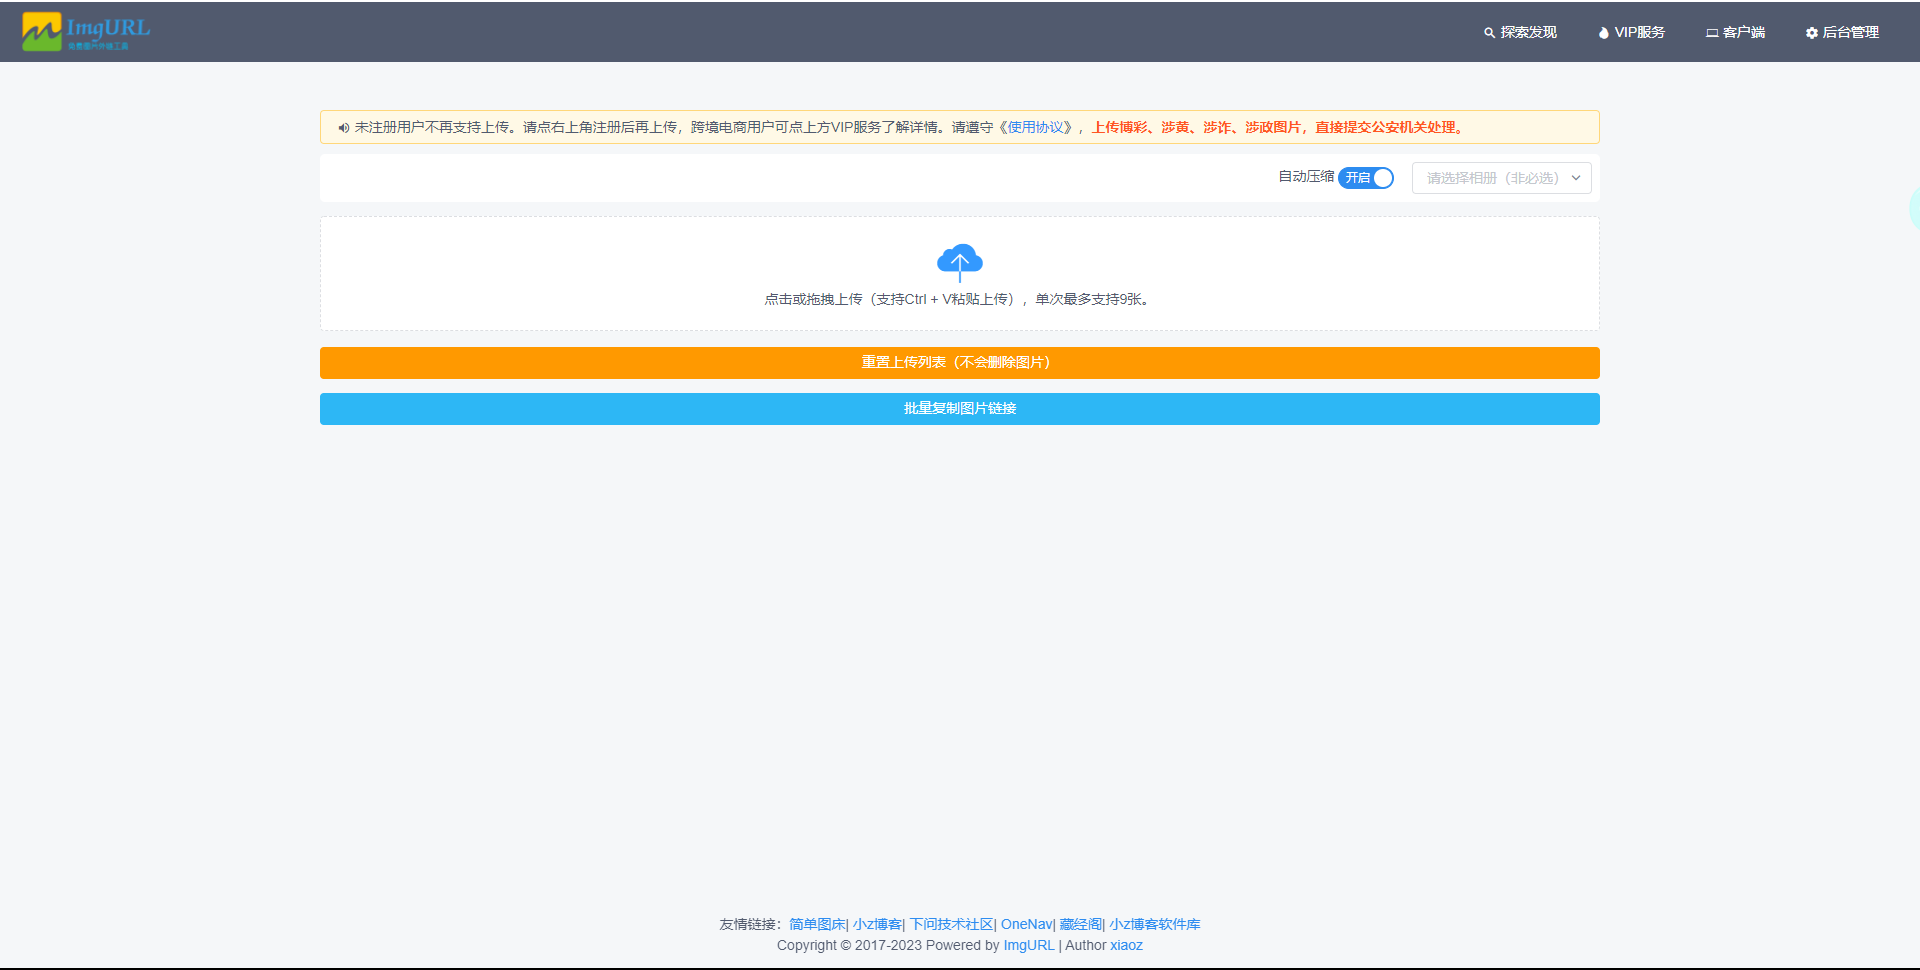 ImgURL
免费图片外链工具
探索发现 VIP服务 客户端 后台管理
未注册用户不再支持上传。请点右上角注册后再上传，跨境电商用户可点上方VIP服务了解详情。请遵守《使用协议》，上传博彩、涉黄、涉诈、涉政图片，直接提交公安机关处理。
自动压缩 开启 请选择相册（非必选）
点击或拖拽上传（支持Ctrl + V粘贴上传），单次最多支持9张。
重置上传列表（不会删除图片）
批量复制图片链接
友情链接：简单图床| 小z博客| 下问技术社区| OneNav| 藏经阁| 小z博客软件库
Copyright © 2017-2023 Powered by ImgURL | Author xiaoz